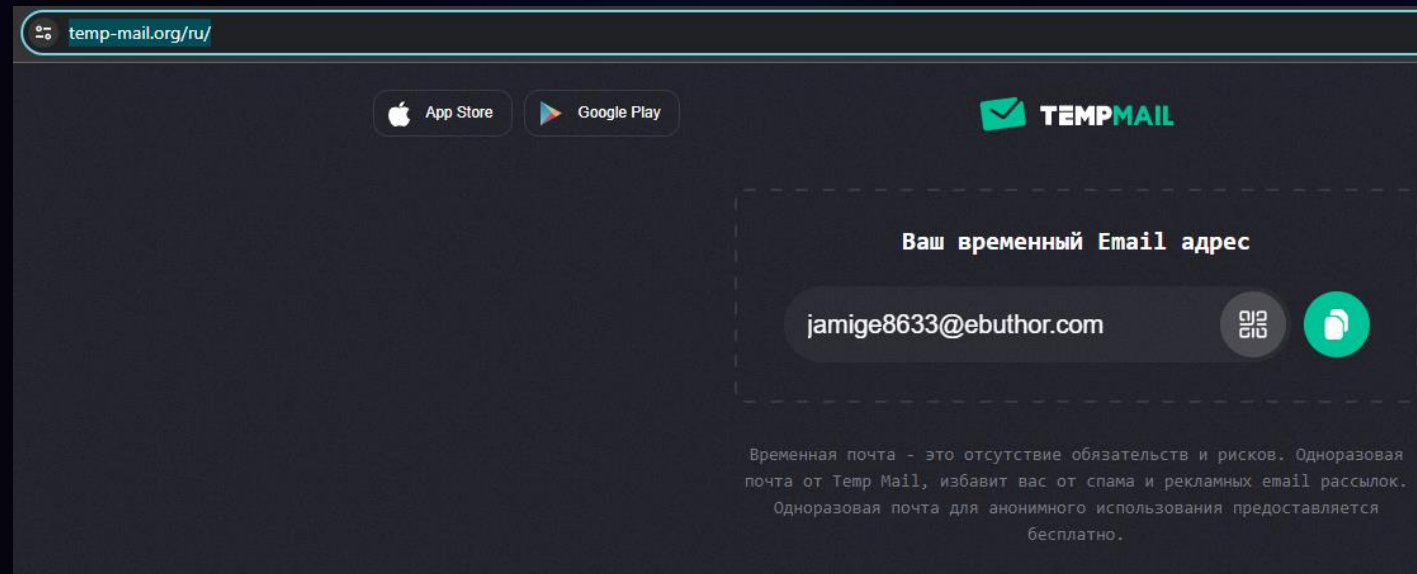 temp-mail.org/ru/
App Store
Google Play
TEMPMAIL
Ваш временный Email адрес
jamige8633@ebuthor.com
Временная почта - это отсутствие обязательств и рисков. Одноразовая
почта от Temp Mail, избавит вас от спама и рекламных email рассылок.
Одноразовая почта для анонимного использования предоставляется
бесплатно.